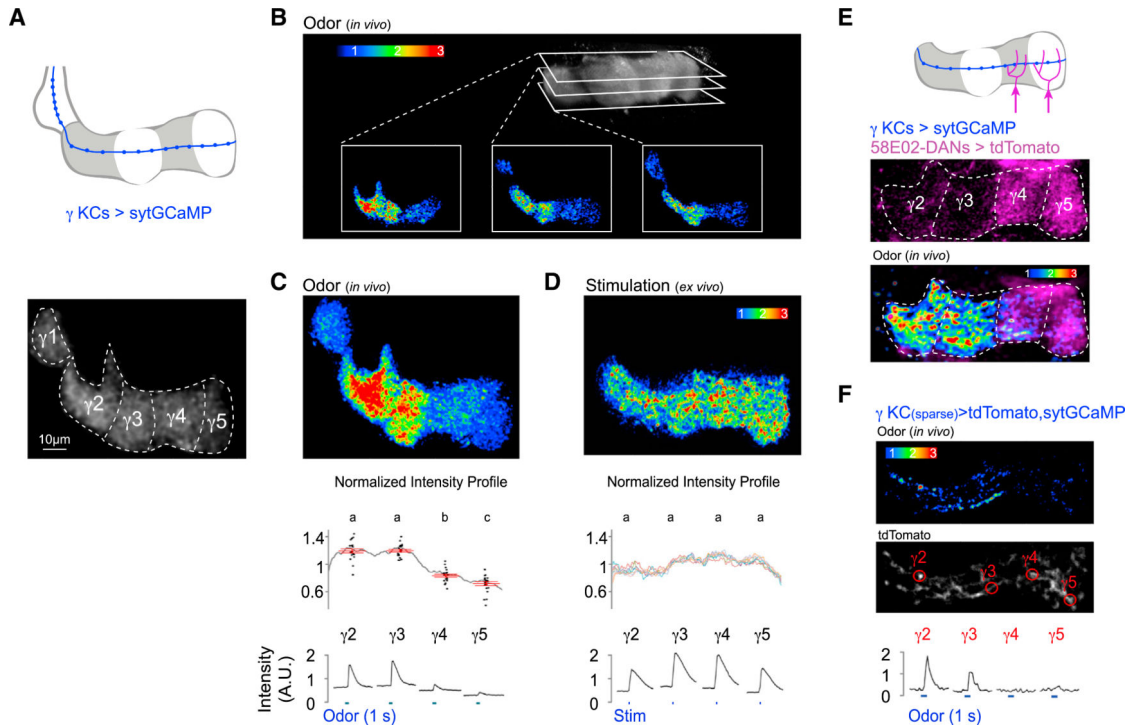 A
γ KCs > sytGCaMP
γ1
γ2
γ3
γ4
γ5
10μm
B
Odor (in vivo)
1 2 3
C
Odor (in vivo)
Normalized Intensity Profile
a a b c
1.4
1
0.6
γ2 γ3 γ4 γ5
Intensity
(A.U.)
2
1
0
Odor (1 s)
D
Stimulation (ex vivo)
1 2 3
Normalized Intensity Profile
a a a a
1.4
1
0.6
γ2 γ3 γ4 γ5
2
1
0
Stim
E
γ KCs > sytGCaMP
58E02-DANs > tdTomato
γ2 γ3 γ4 γ5
Odor (in vivo)
1 2 3
F
γ KC(sparse)>tdTomato,sytGCaMP
Odor (in vivo)
1 2 3
tdTomato
γ2 γ3 γ4 γ5
γ2 γ3 γ4 γ5
2
1
0
Odor (1 s)